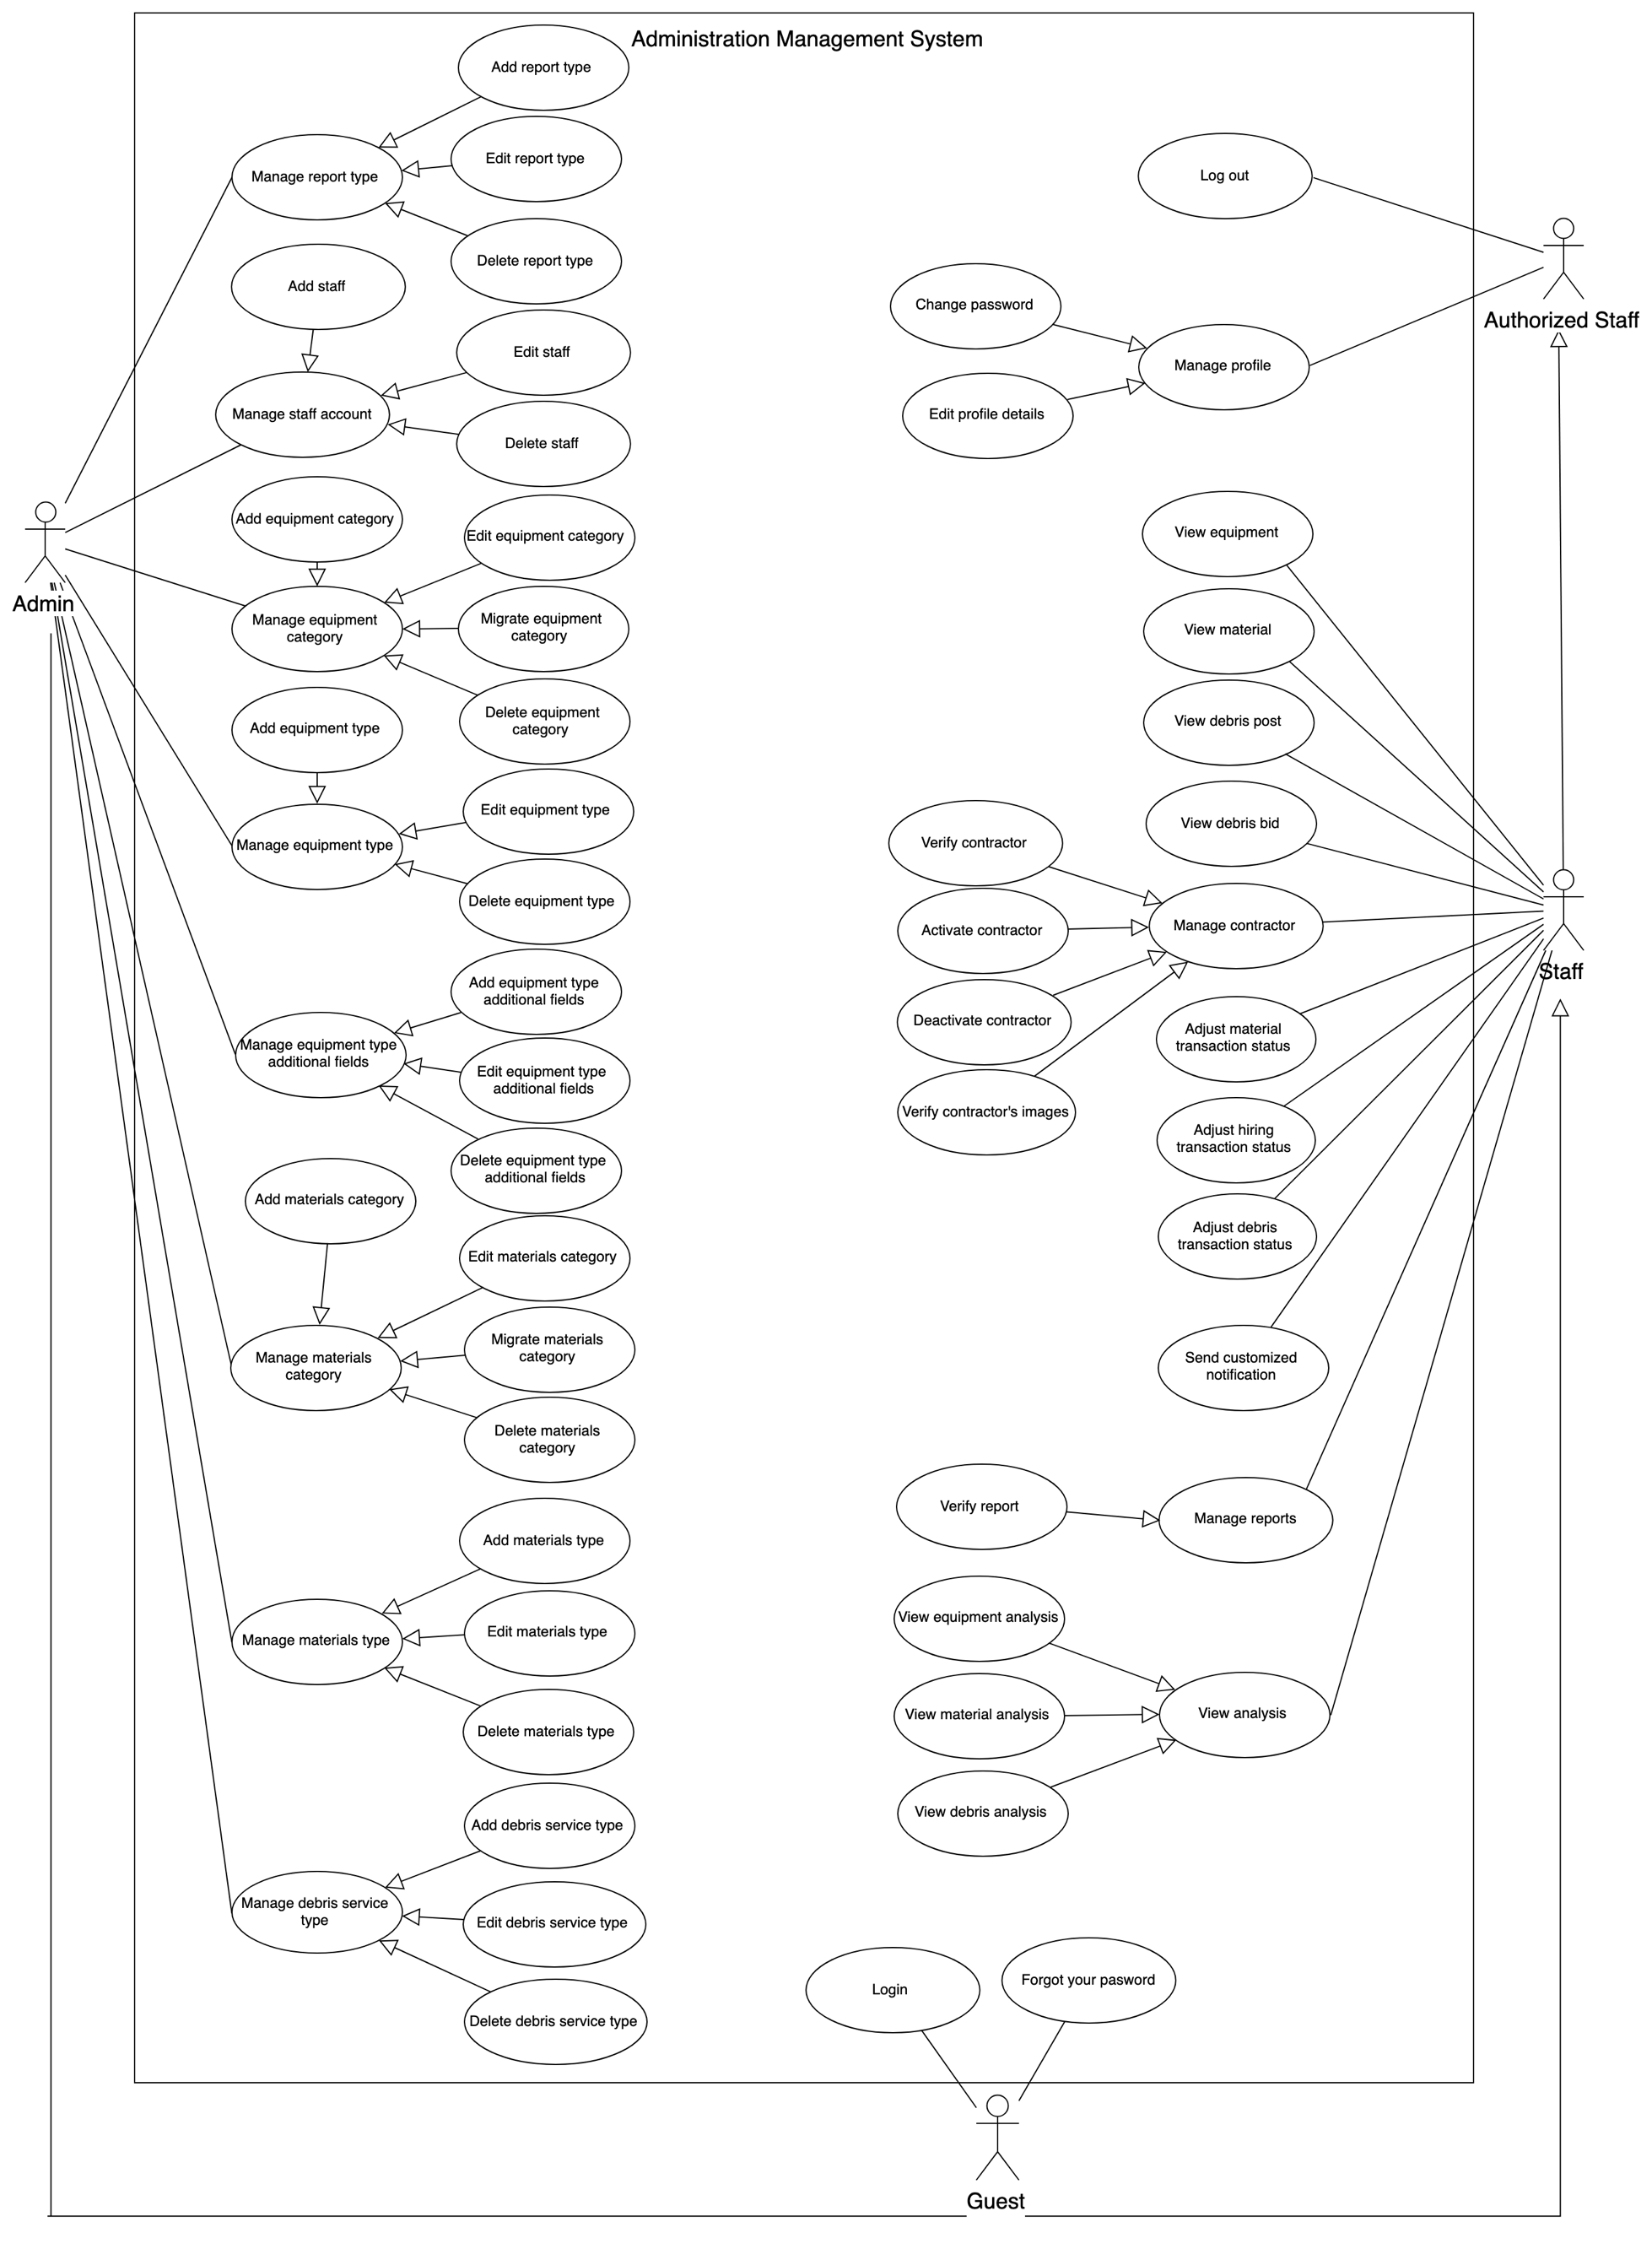 Administration Management System
Add report type
Edit report type
Manage report type
Delete report type
Add staff
Edit staff
Manage staff account
Delete staff
Add equipment category
Edit equipment category
Manage equipment
category
Migrate equipment
category
Delete equipment
category
Add equipment type
Edit equipment type
Manage equipment type
Delete equipment type
Add equipment type
additional fields
Manage equipment type
additional fields
Edit equipment type
additional fields
Delete equipment type
additional fields
Add materials category
Edit materials category
Manage materials
category
Migrate materials
category
Delete materials
category
Add materials type
Edit materials type
Manage materials type
Delete materials type
Add debris service type
Manage debris service
type
Edit debris service type
Delete debris service type
Admin
Log out
Change password
Manage profile
Edit profile details
Authorized Staff
View equipment
View material
View debris post
View debris bid
Verify contractor
Activate contractor
Manage contractor
Deactivate contractor
Verify contractor's images
Staff
Adjust material
transaction status
Adjust hiring
transaction status
Adjust debris
transaction status
Send customized
notification
Verify report
Manage reports
View equipment analysis
View material analysis
View analysis
View debris analysis
Login
Forgot your pasword
Guest